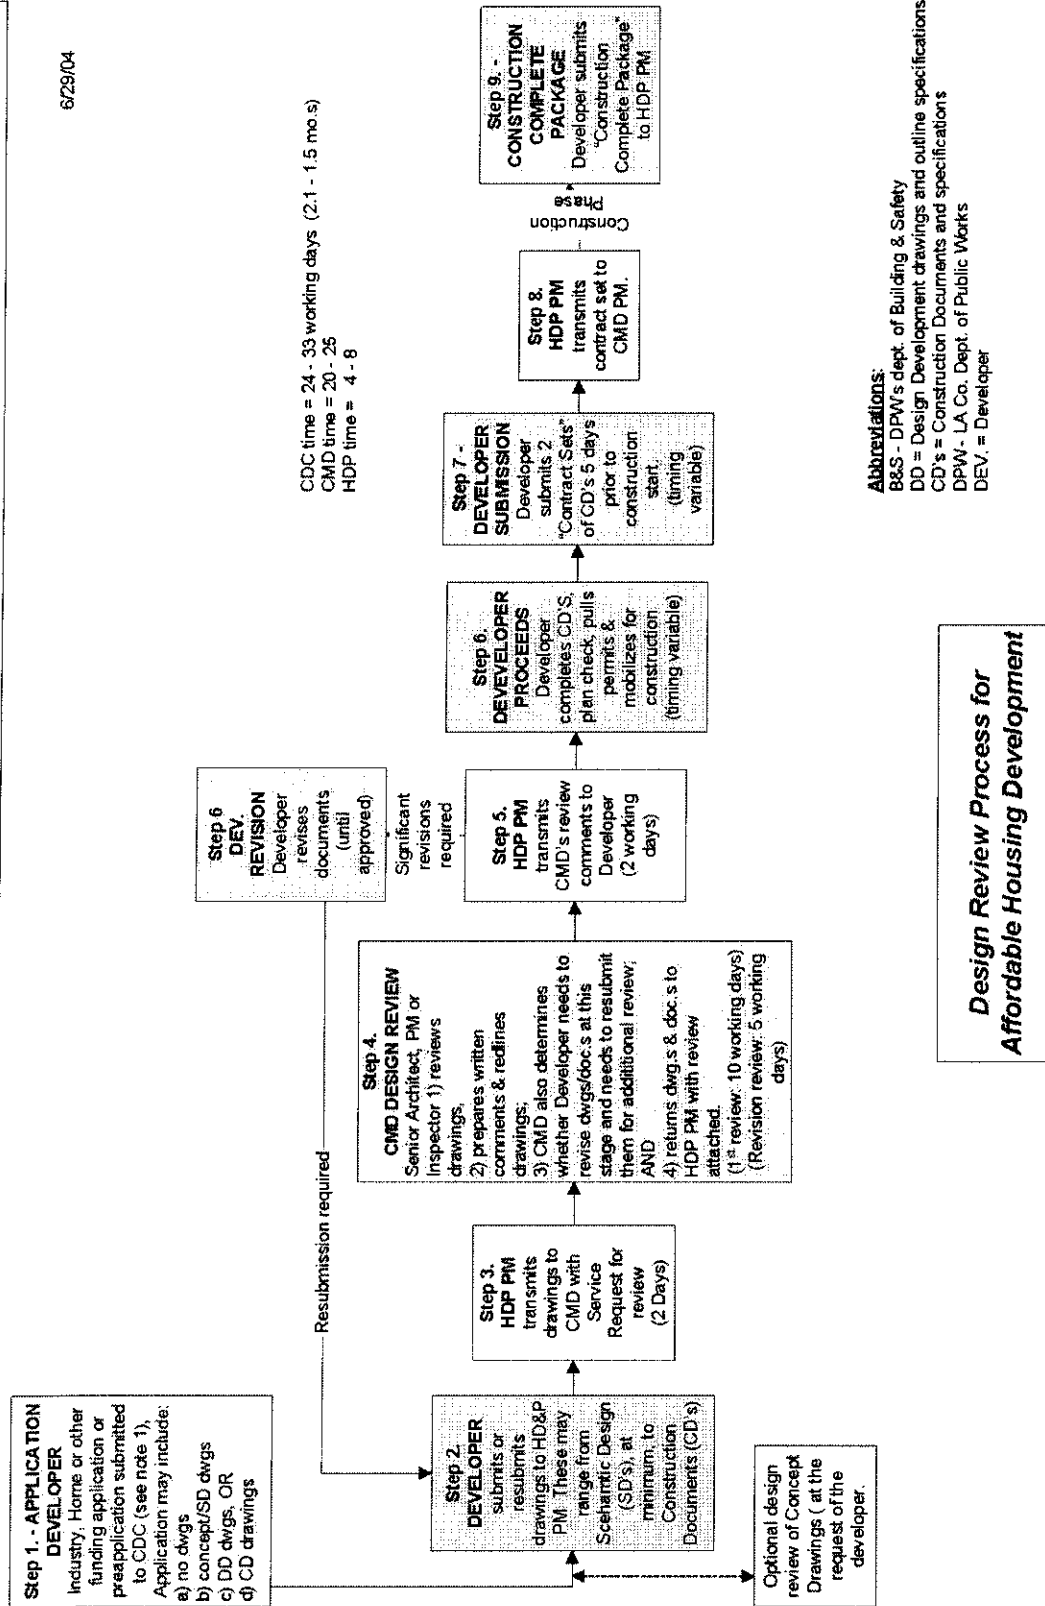 6/29/04
CDC time = 24 - 33 working days (2.1 - 1.5 mo.s)
CMD time = 20 - 25
HDP time = 4 - 8
Step 1. - APPLICATION
DEVELOPER
Industry, Home or other
funding application or
preapplication submitted
to CDC (see note 1),
Application may include:
a) no dwgs
b) concept/SD dwgs
c) DD dwgs, OR
d) CD drawings
Resubmission required
Step 2.
DEVELOPER
submits or
resubmits
drawings to HD&P
PM. These may
range from
Scehamtic Design
(SD's), at
minimum, to
Construction
Documents (CD's)
Optional design
review of Concept
Drawings ( at the
request of the
developer.
Step 3.
HDP PM
transmits
drawings to
CMD with
Service
Request for
review
(2 Days)
Step 4.
CMD DESIGN REVIEW
Senior Architect, PM or
Inspector 1) reviews
drawings,
2) prepares written
comments & redlines
drawings;
3) CMD also determines
whether Developer needs to
revise dwgs/doc.s at this
stage and needs to resubmit
them for addititional review;
AND
4) returns dwg.s & doc.s to
HDP PM with review
attached.
(1st review: 10 working days)
(Revision review: 5 working
days)
Step 6
DEV.
REVISION
Developer
revises
documents
(until
approved)
Significant
revisions
required
Step 5.
HDP PM
transmits
CMD's review
comments to
Developer
(2 working
days)
Step 6.
DEVEVELOPER
PROCEEDS
Developer
completes CD'S,
plan check, pulls
permits &
mobilizes for
construction
(timing variable)
Step 7 -
DEVELOPER
SUBMISSION
Developer
submits 2
"Contract Sets"
of CD's 5 days
prior to
construction
start,
(timing
variable)
Step 8.
HDP PM
transmits
contract set to
CMD PM.
Construction
Phase
Step 9. -
CONSTRUCTION
COMPLETE
PACKAGE
Developer submits
"Construction
Complete Package"
to HDP PM
Abbreviations:
B&S - DPW's dept. of Building & Safety
DD = Design Development drawings and outline specifications
CD's = Construction Documents and specifications
DPW - LA Co. Dept. of Public Works
DEV. = Developer
Design Review Process for
Affordable Housing Development